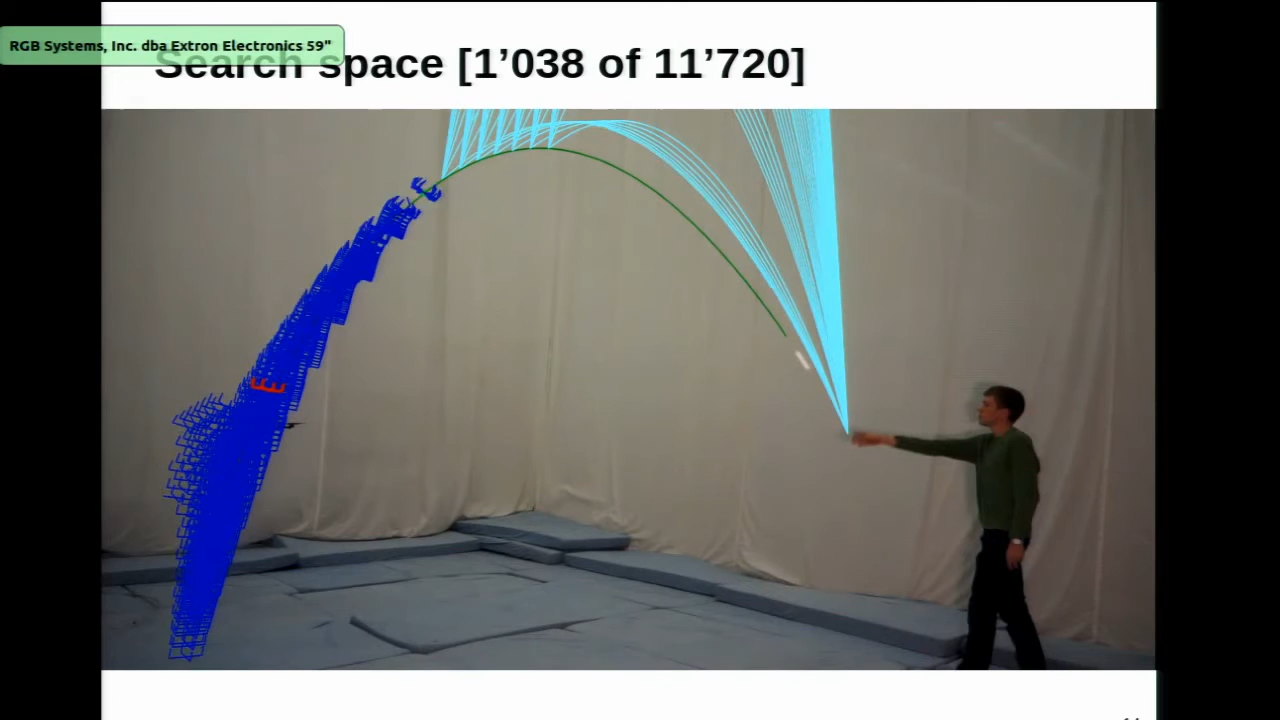 RGB Systems, Inc. dba Extron Electronics 59"
Search space [1’038 of 11’720]